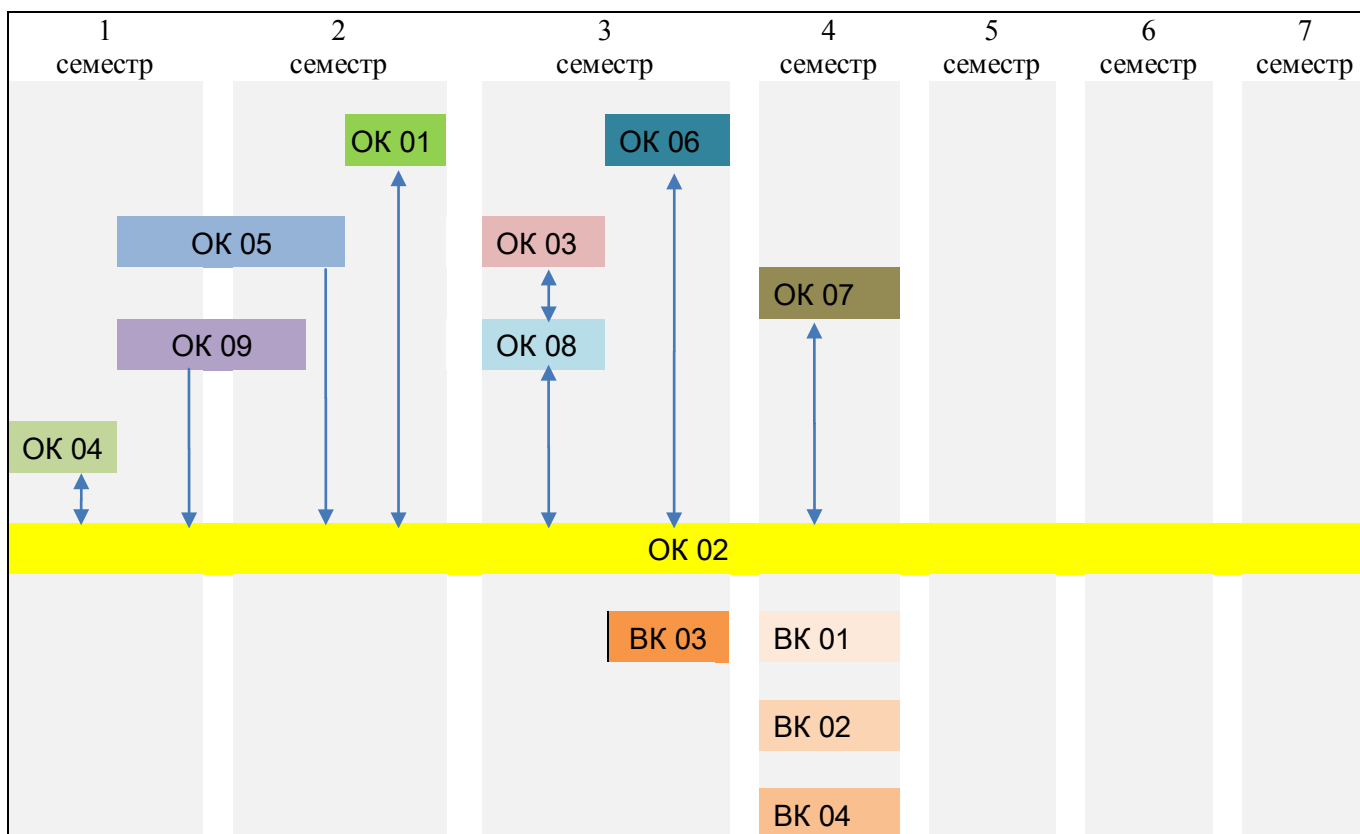 1 2 3 4 5 6 7
семестр семестр семестр семестр семестр семестр семестр
ОК 01 ОК 06
ОК 05 ОК 03
ОК 07
ОК 09 ОК 08
ОК 04
ОК 02
ВК 03 ВК 01
ВК 02
ВК 04